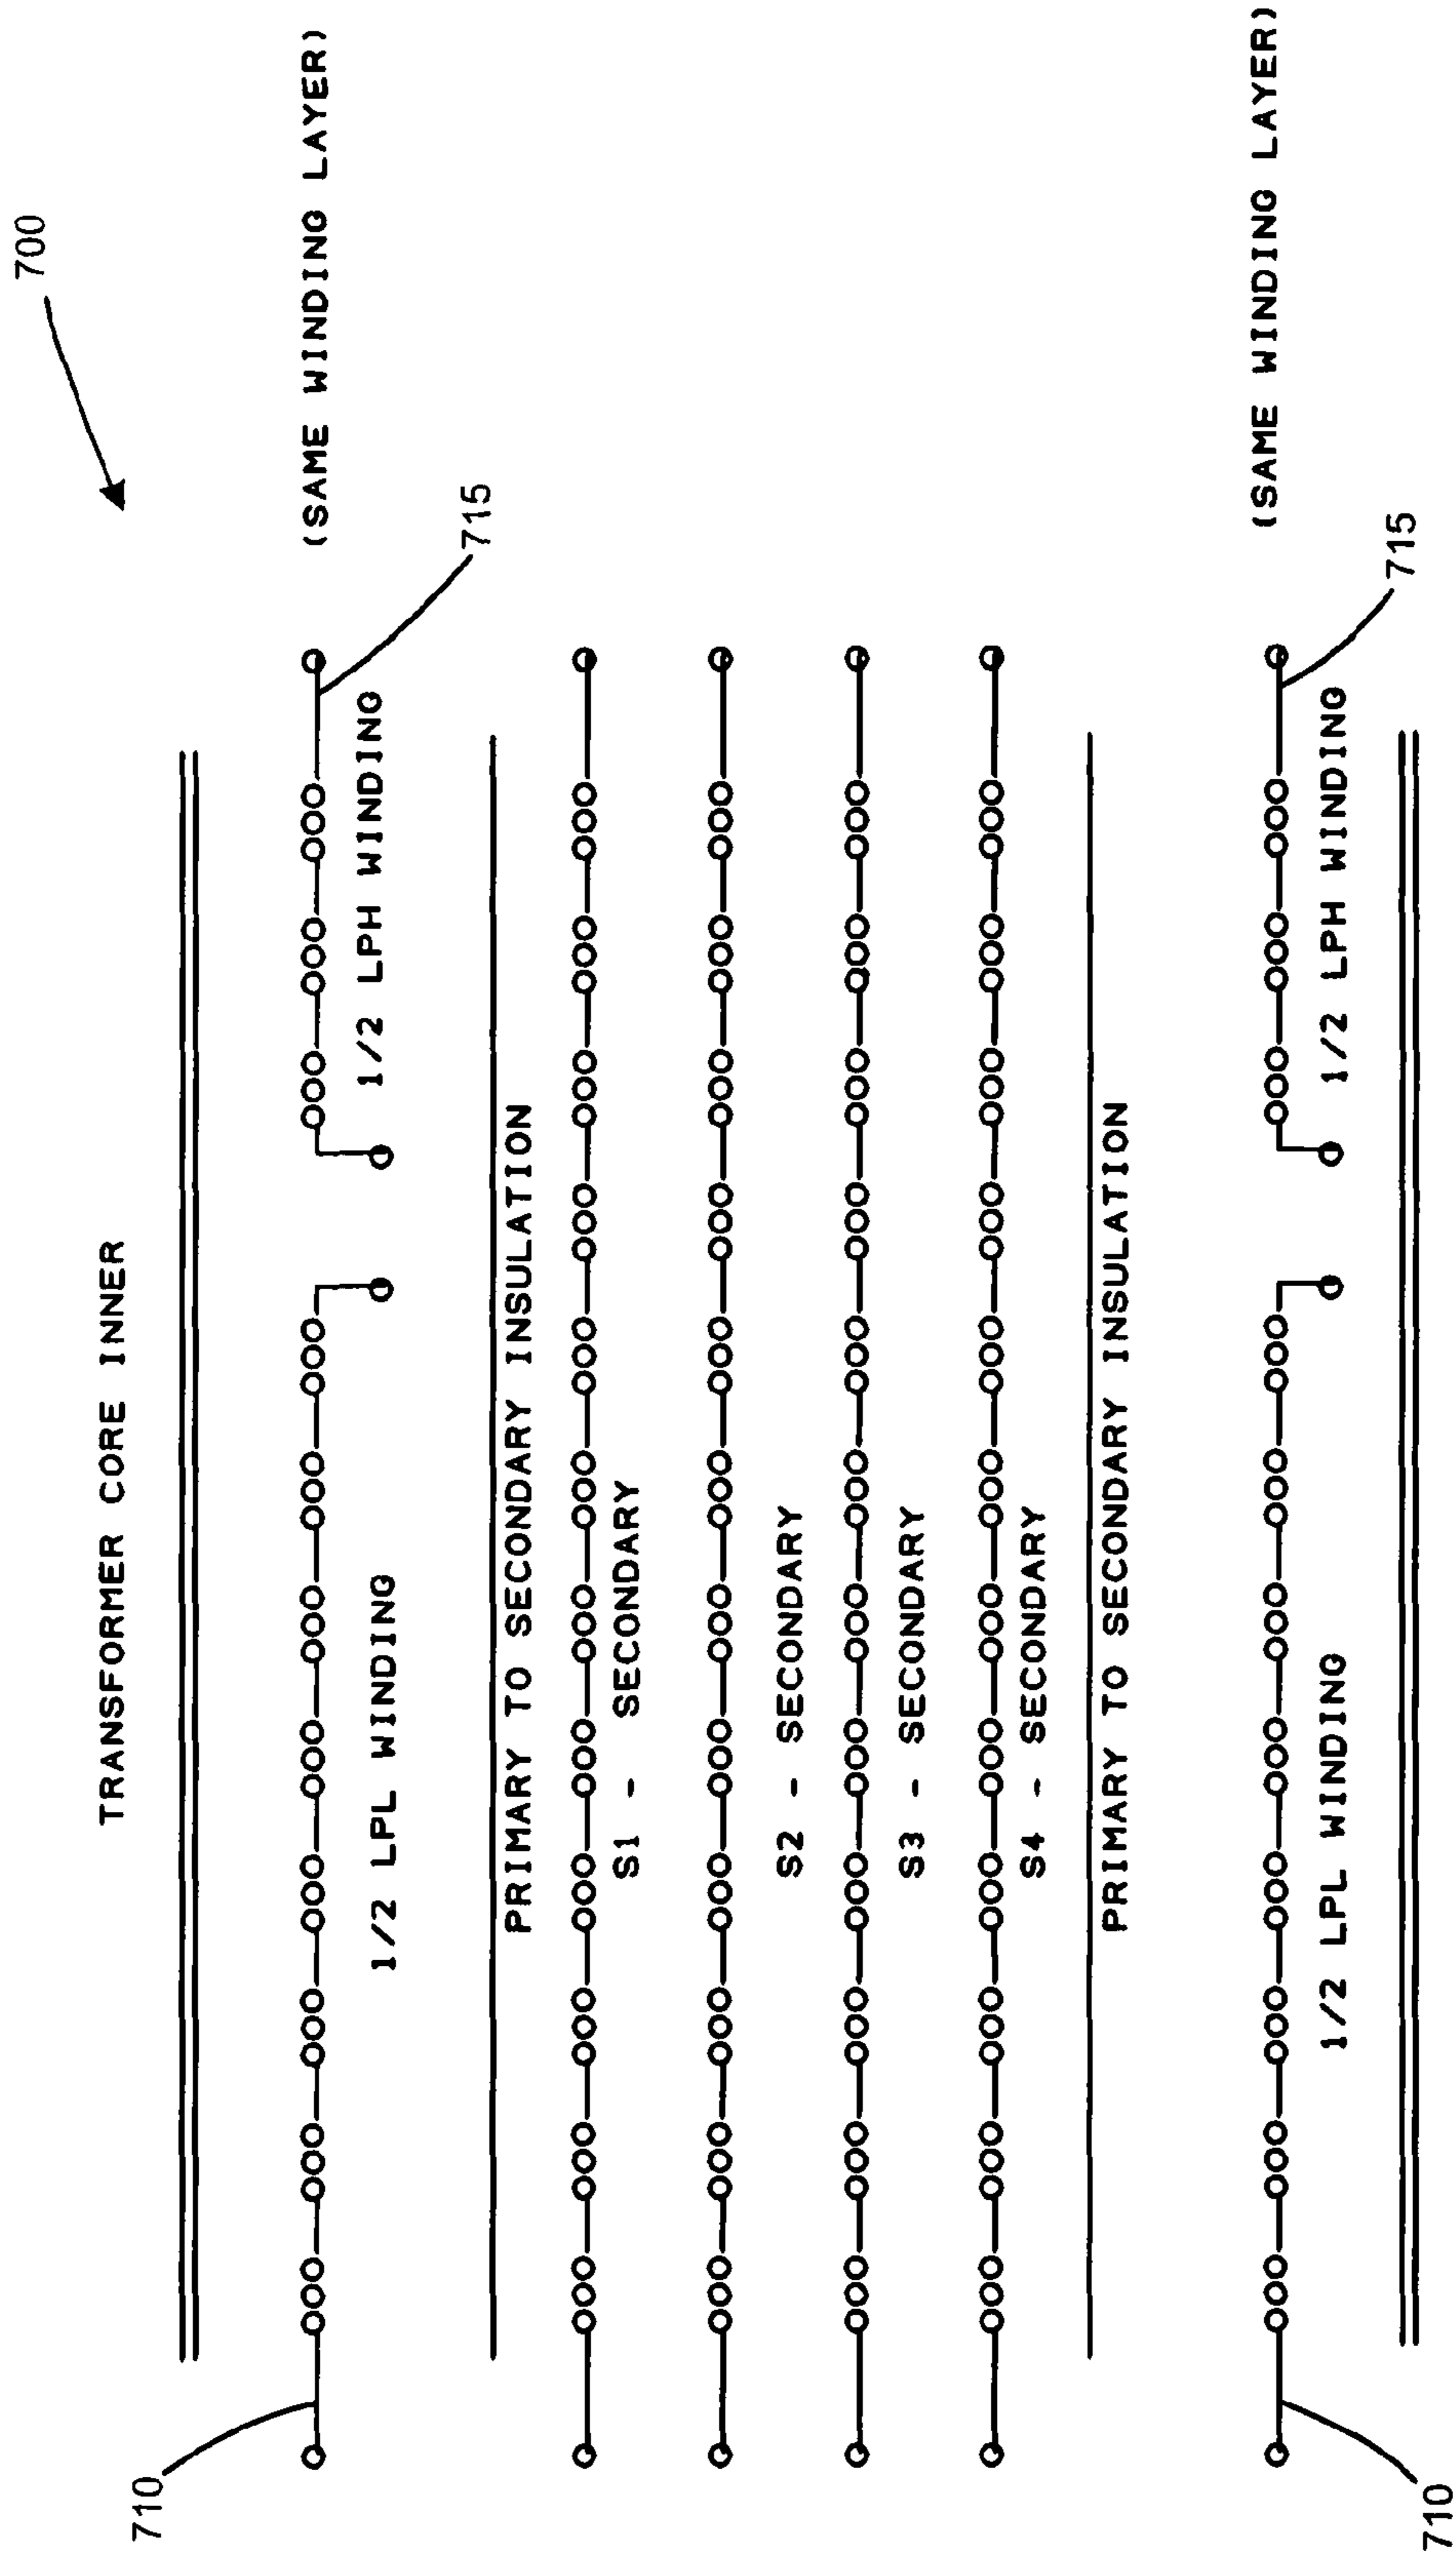 700
TRANSFORMER CORE INNER
710
715
(SAME WINDING LAYER)
1/2 LPL WINDING
1/2 LPH WINDING
PRIMARY TO SECONDARY INSULATION
S1 - SECONDARY
S2 - SECONDARY
S3 - SECONDARY
S4 - SECONDARY
PRIMARY TO SECONDARY INSULATION
(SAME WINDING LAYER)
1/2 LPL WINDING
1/2 LPH WINDING
715
710